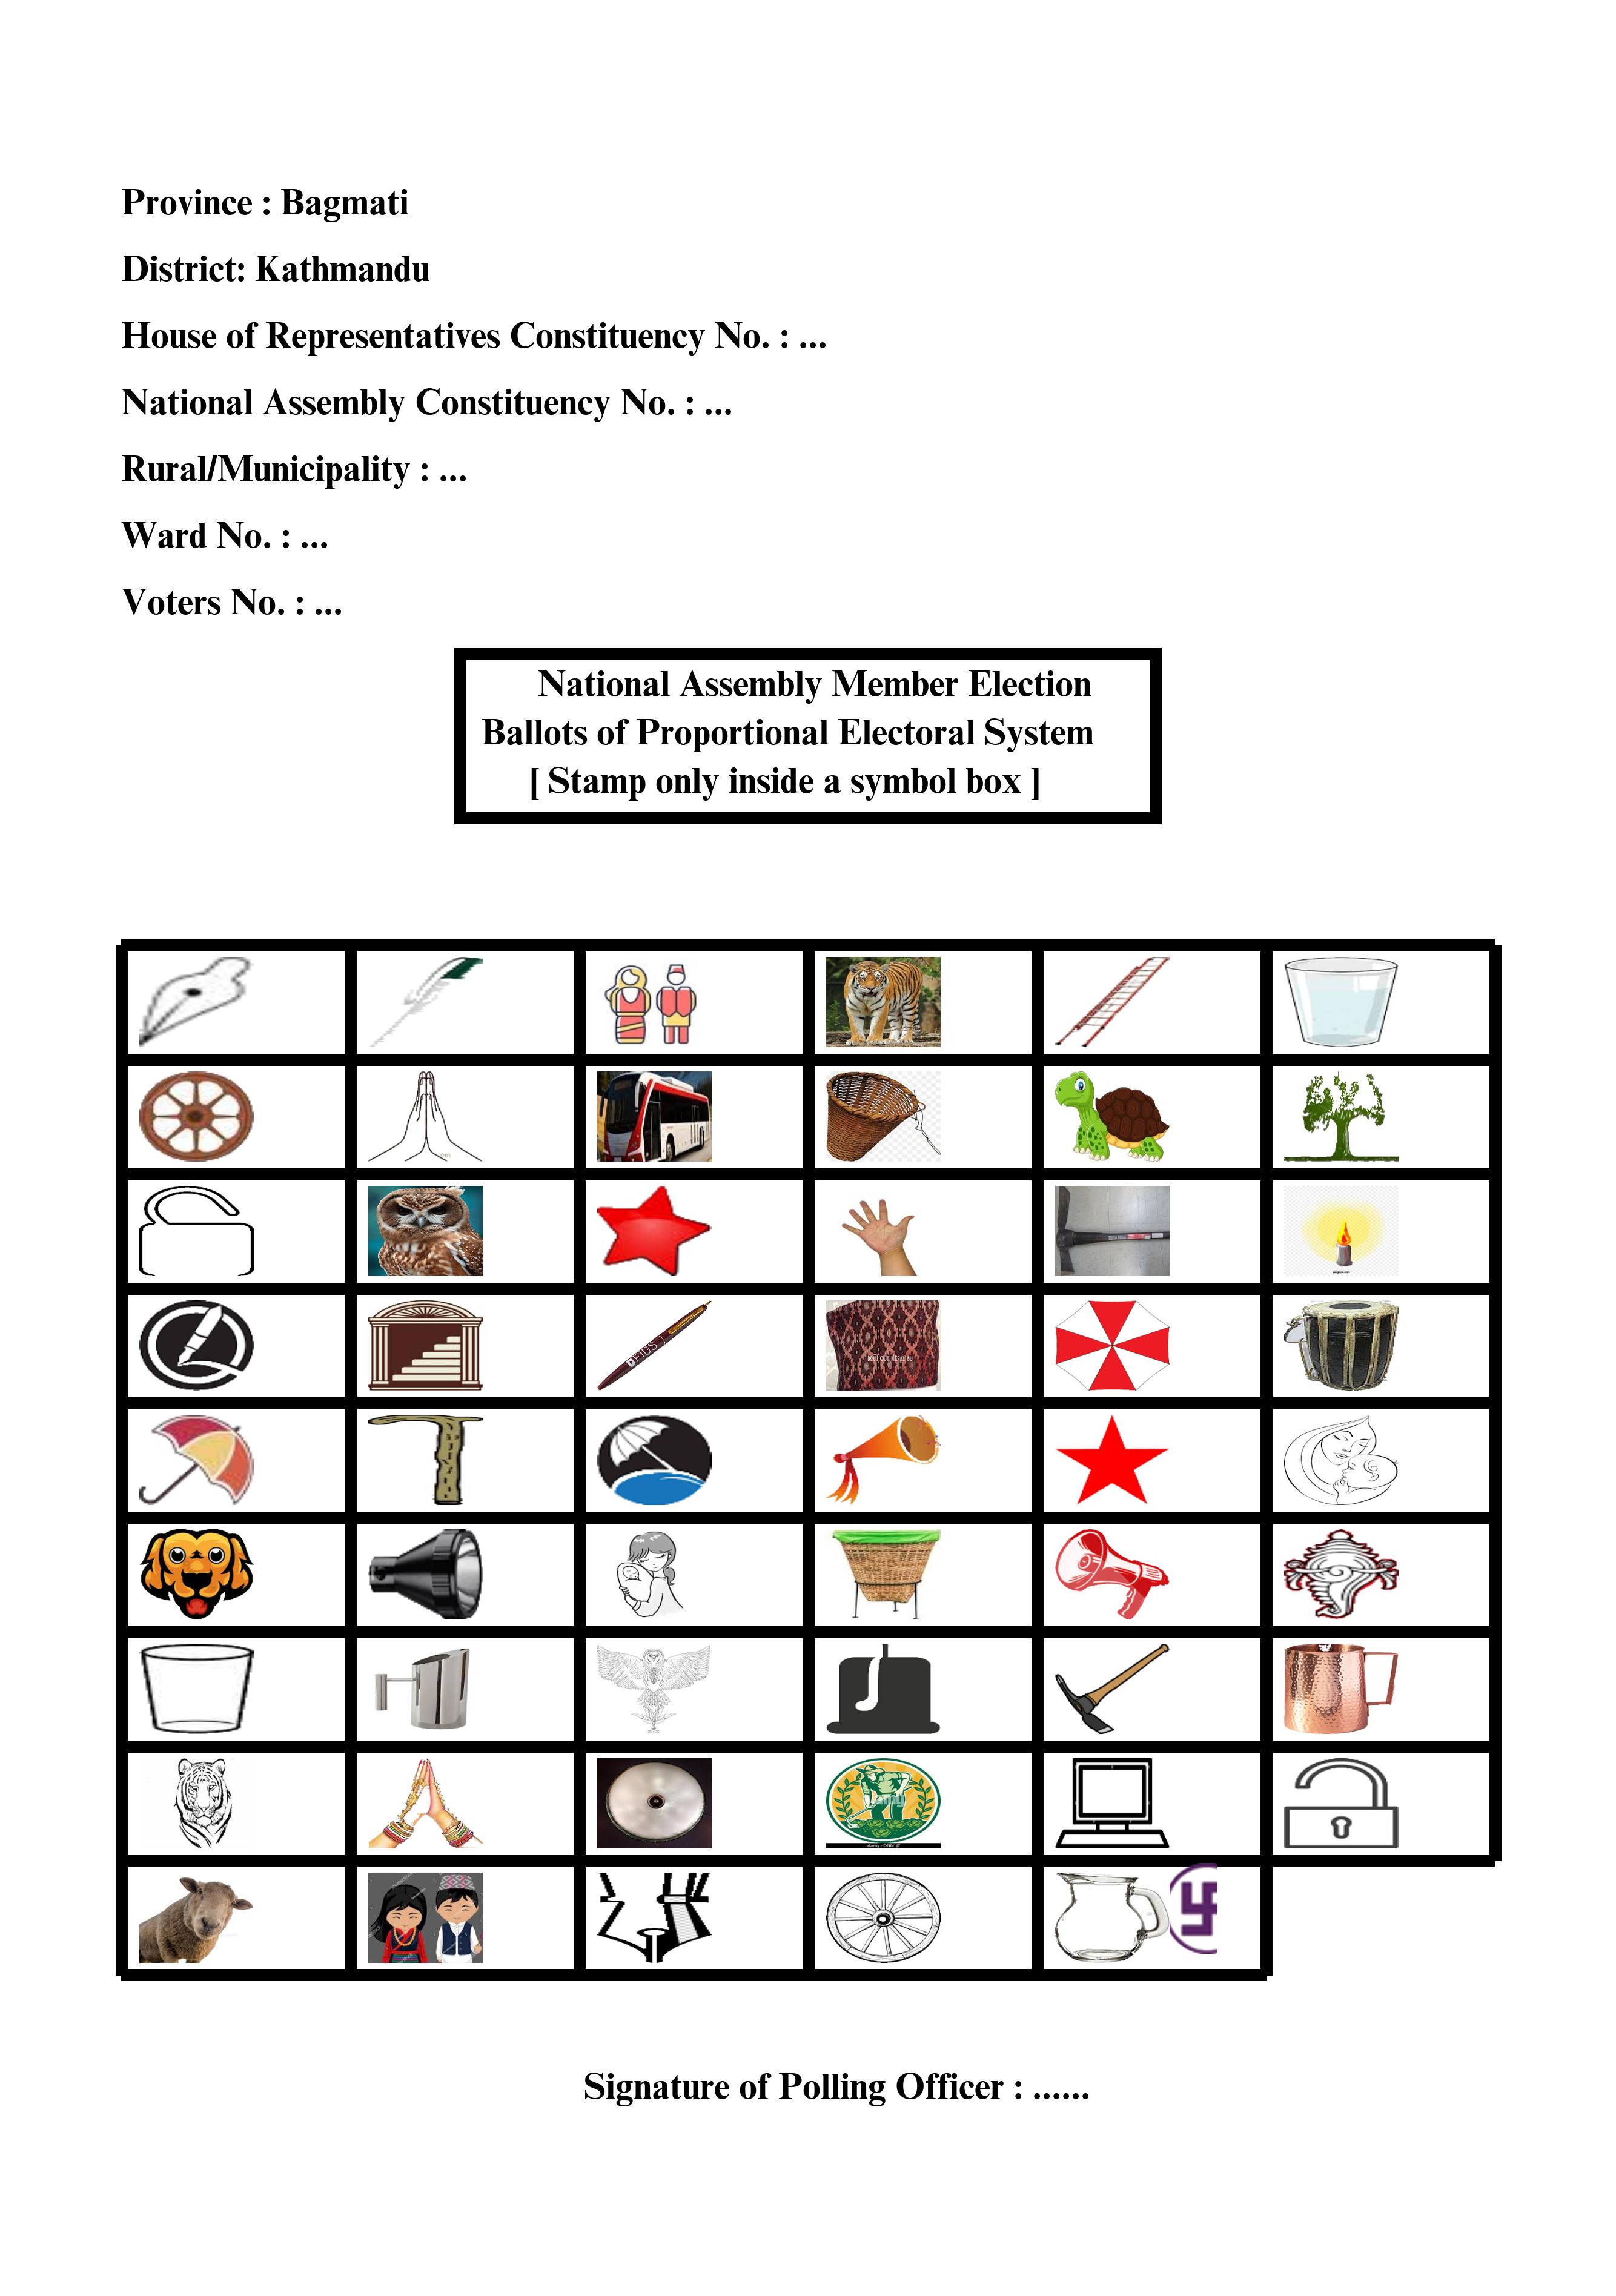 Province : Bagmati
District: Kathmandu
House of Representatives Constituency No. : ...
National Assembly Constituency No. : ...
Rural/Municipality : ...
Ward No. : ...
Voters No. : ...
National Assembly Member Election
Ballots of Proportional Electoral System
[ Stamp only inside a symbol box ]
FIGS
Signature of Polling Officer : ......